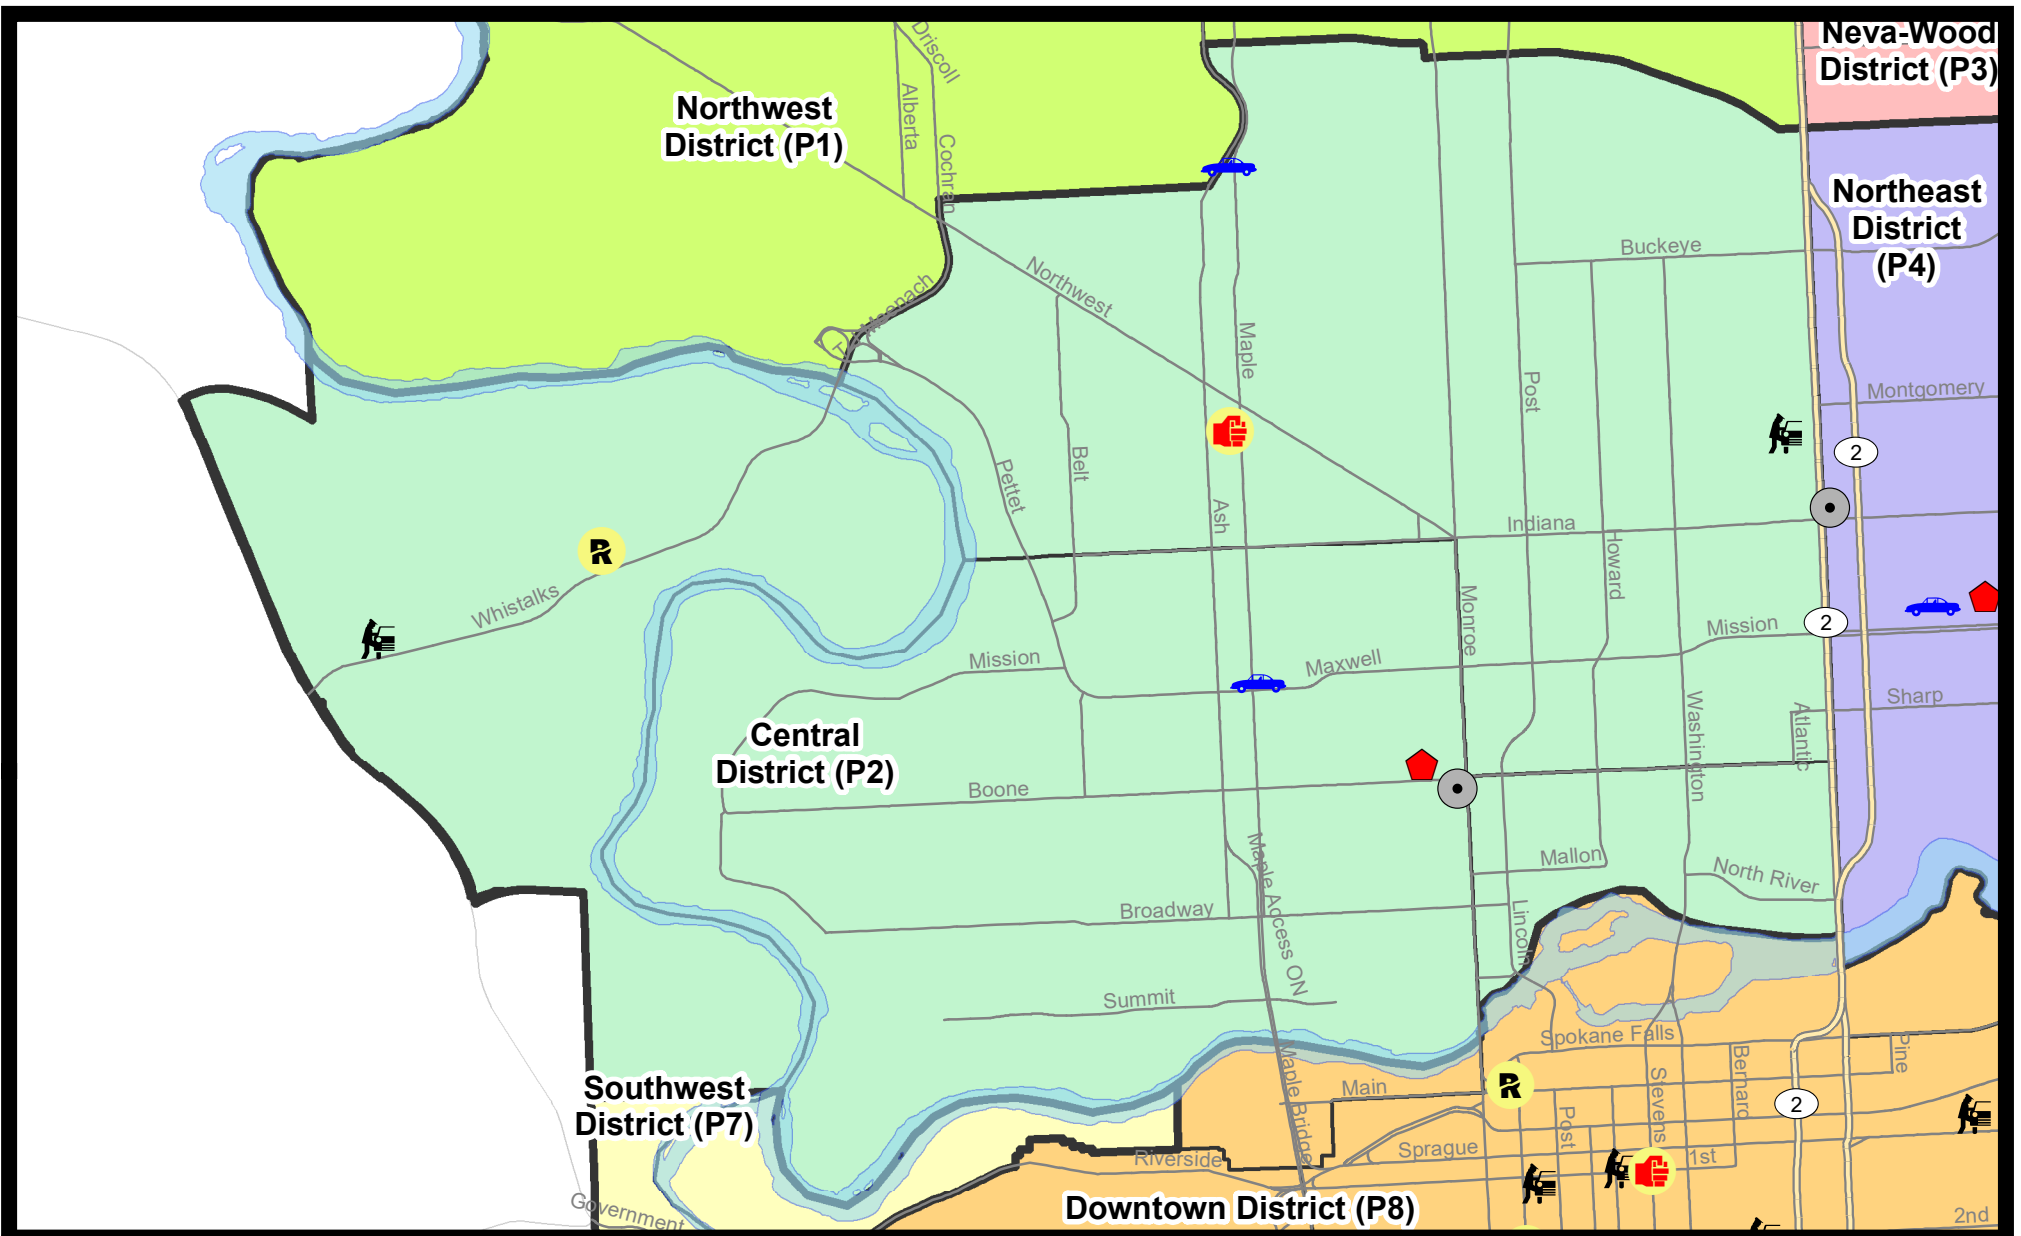 Neva-Wood
District (P3)
Driscoll
Northwest
District (P1)
Alberta
Cochran
Northeast
District
(P4)
Buckeye
Northwest
Maple
Post
Montgomery
2
Belt
Pettet
Ash
Indiana
Howard
R
Whistalks
Monroe
2
Mission
Mission
Maxwell
Sharp
Atlantic
Washington
Central
District (P2)
Boone
Mallon
North River
Maple Access ON
Broadway
Lincoln
Summit
Spokane Falls
Pine
Bernard
Stevens
Southwest
District (P7)
Maple Bridge
Main
R
2
Post
Sprague
1st
Riverside
Government
Downtown District (P8)
2nd